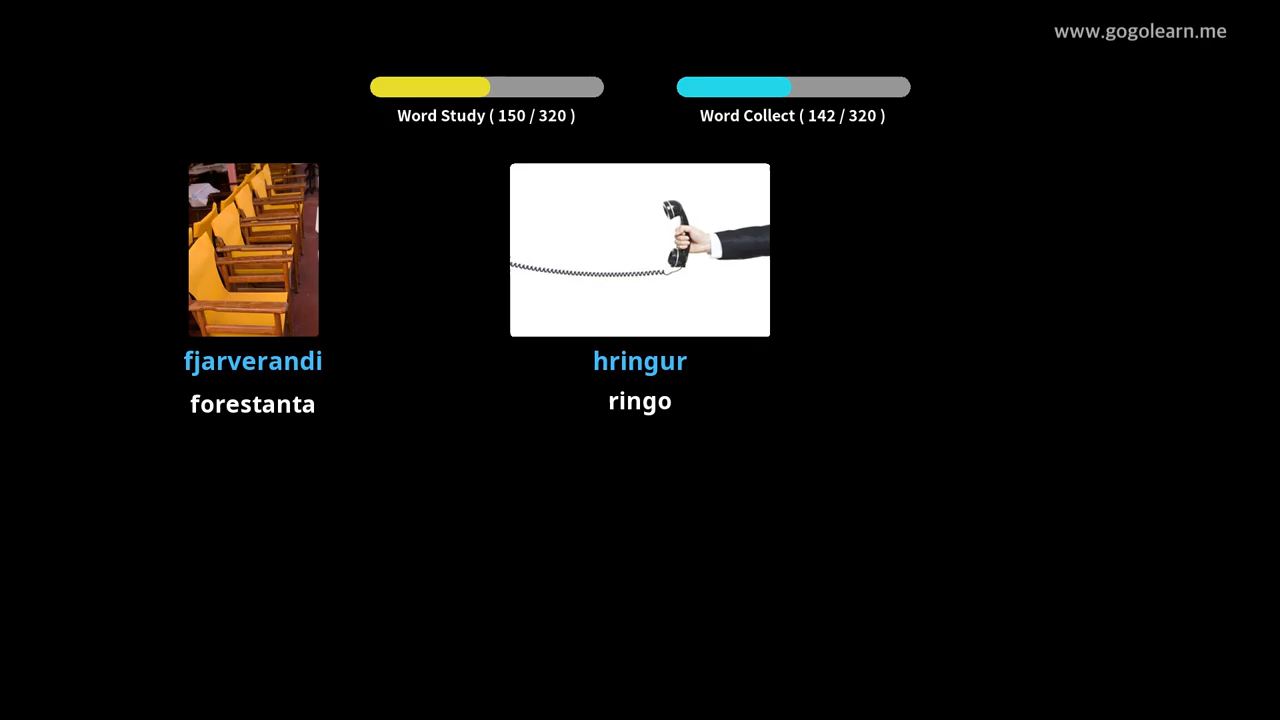 www.gogolearn.me
Word Study ( 150 / 320 )
Word Collect ( 142 / 320 )
fjarverandi
hringur
forestanta
ringo